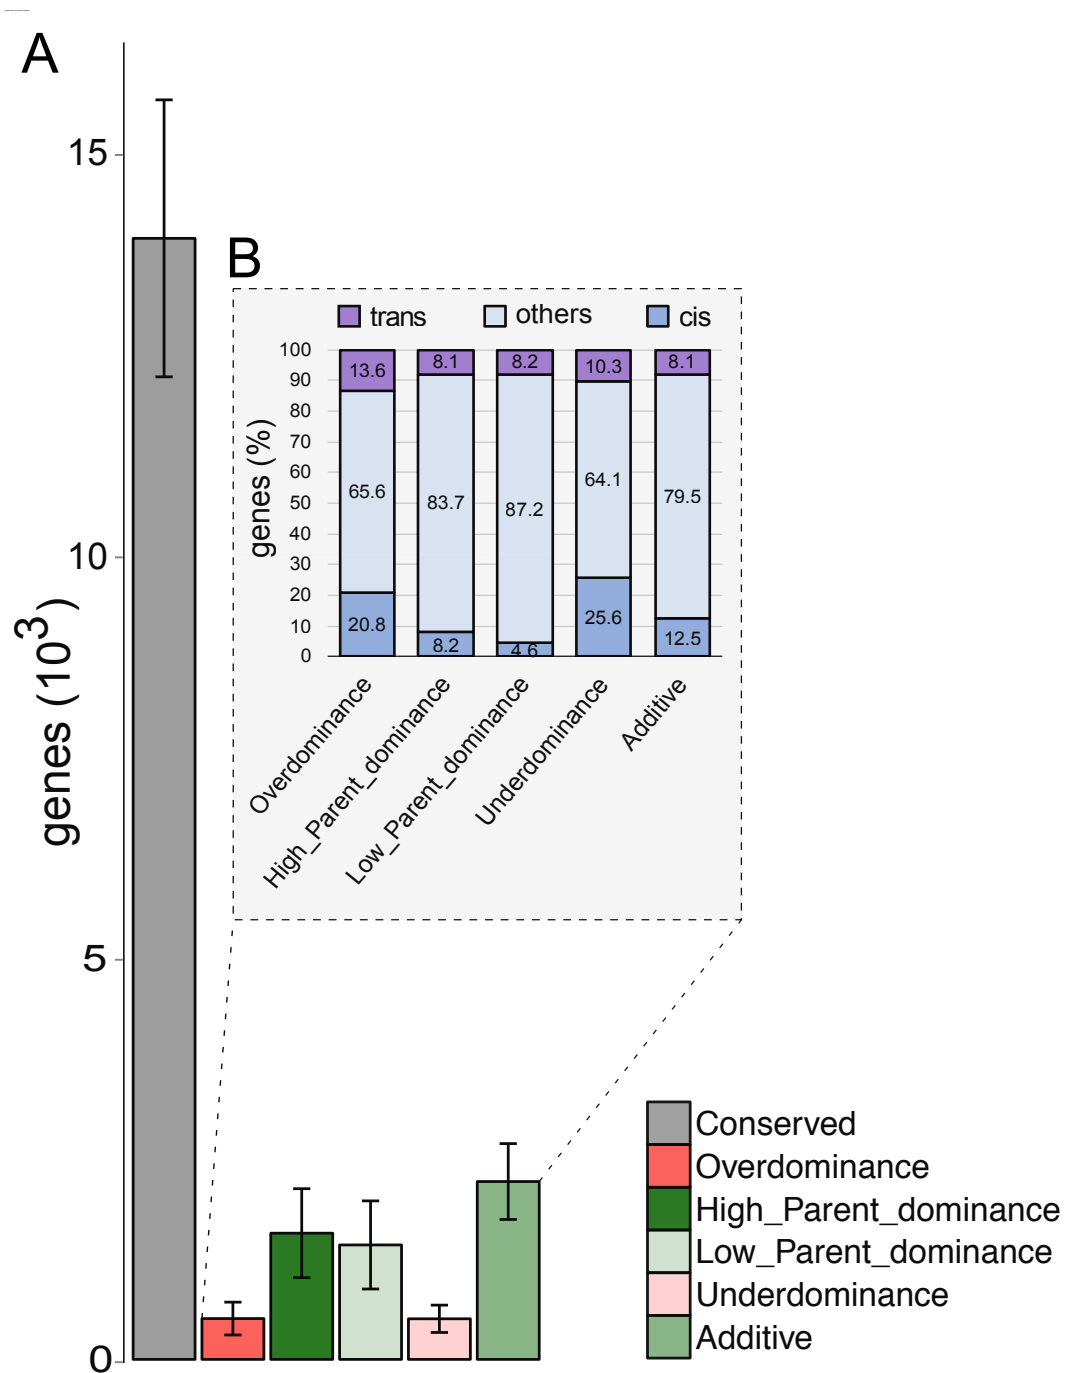 A
15
10
5
0
genes (10³)
B
trans others cis
genes (%)
100
90
80
70
60
50
40
30
20
10
0
13.6 8.1 8.2 10.3 8.1
65.6 83.7 87.2 64.1 79.5
20.8 8.2 4.6 25.6 12.5
Overdominance
High_Parent_dominance
Low_Parent_dominance
Underdominance
Additive
Conserved
Overdominance
High_Parent_dominance
Low_Parent_dominance
Underdominance
Additive